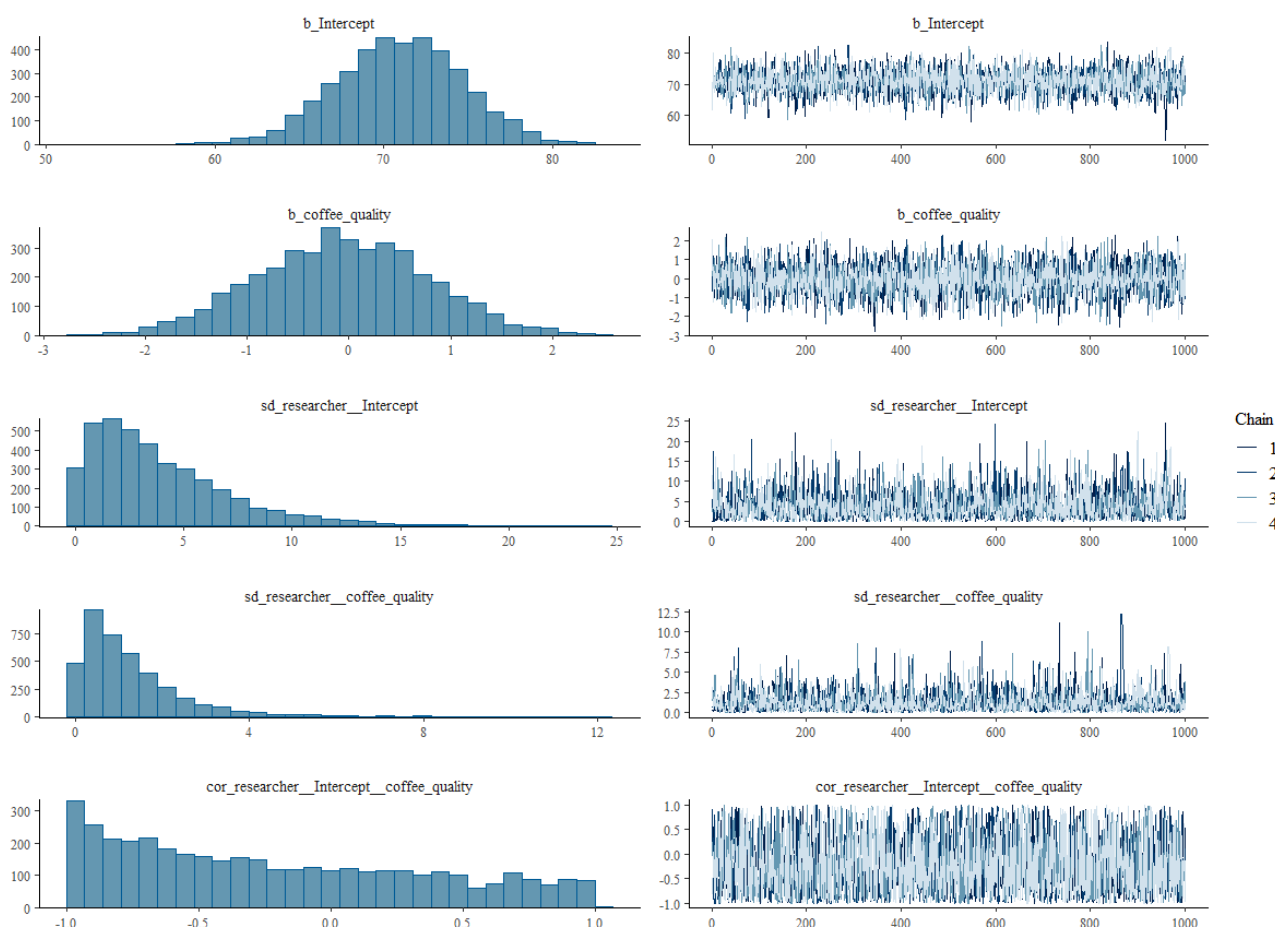 b_Intercept
400
300
200
100
0
50 60 70 80
b_Intercept
80
70
60
0 200 400 600 800 1000
b_coffee_quality
300
200
100
0
-3 -2 -1 0 1 2
b_coffee_quality
2
1
0
-1
-2
-3
0 200 400 600 800 1000
sd_researcher__Intercept
500
400
300
200
100
0
0 5 10 15 20 25
sd_researcher__Intercept
25
20
15
10
5
0
0 200 400 600 800 1000
sd_researcher__coffee_quality
750
500
250
0
0 4 8 12
sd_researcher__coffee_quality
12.5
10.0
7.5
5.0
2.5
0.0
0 200 400 600 800 1000
cor_researcher__Intercept__coffee_quality
300
200
100
0
-1.0 -0.5 0.0 0.5 1.0
cor_researcher__Intercept__coffee_quality
1.0
0.5
0.0
-0.5
-1.0
0 200 400 600 800 1000
Chain
1
2
3
4